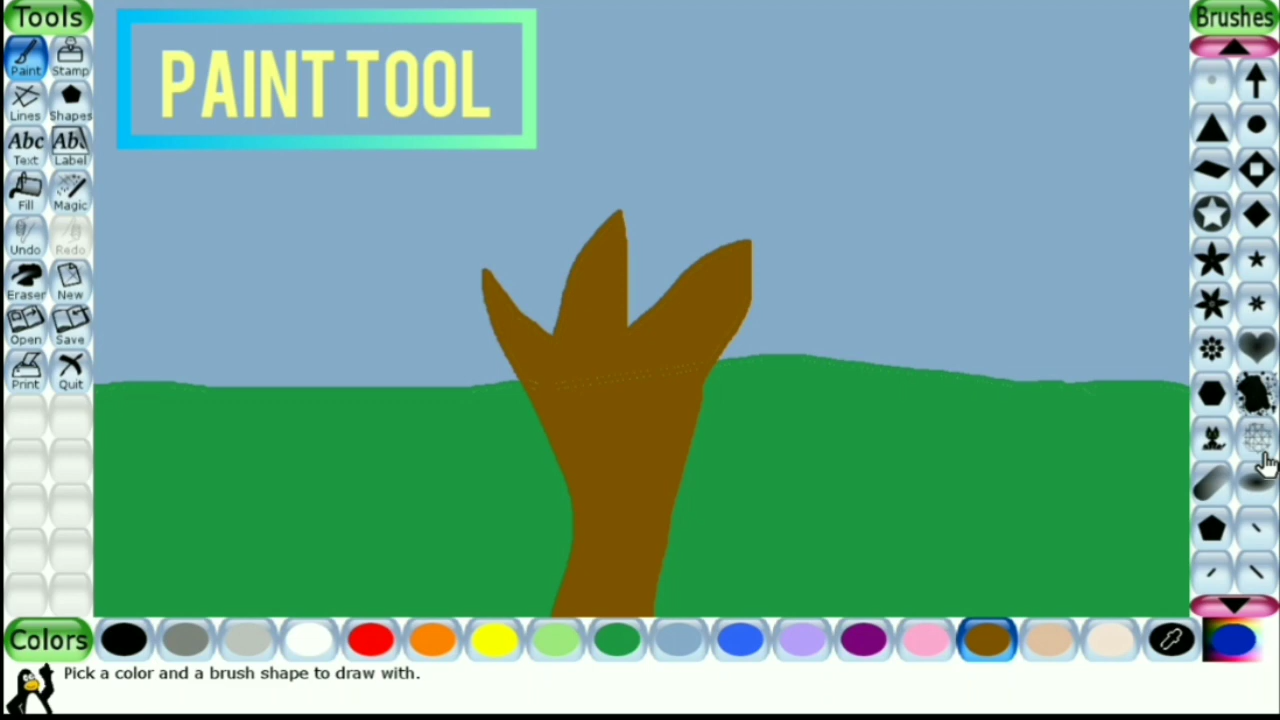 Tools
Brushes
PAINT TOOL
Paint
Stamp
Lines
Shapes
Abc
Abc
Text
Label
Fill
Magic
Undo
Redo
Eraser
New
Open
Save
Print
Quit
Colors
Pick a color and a brush shape to draw with.